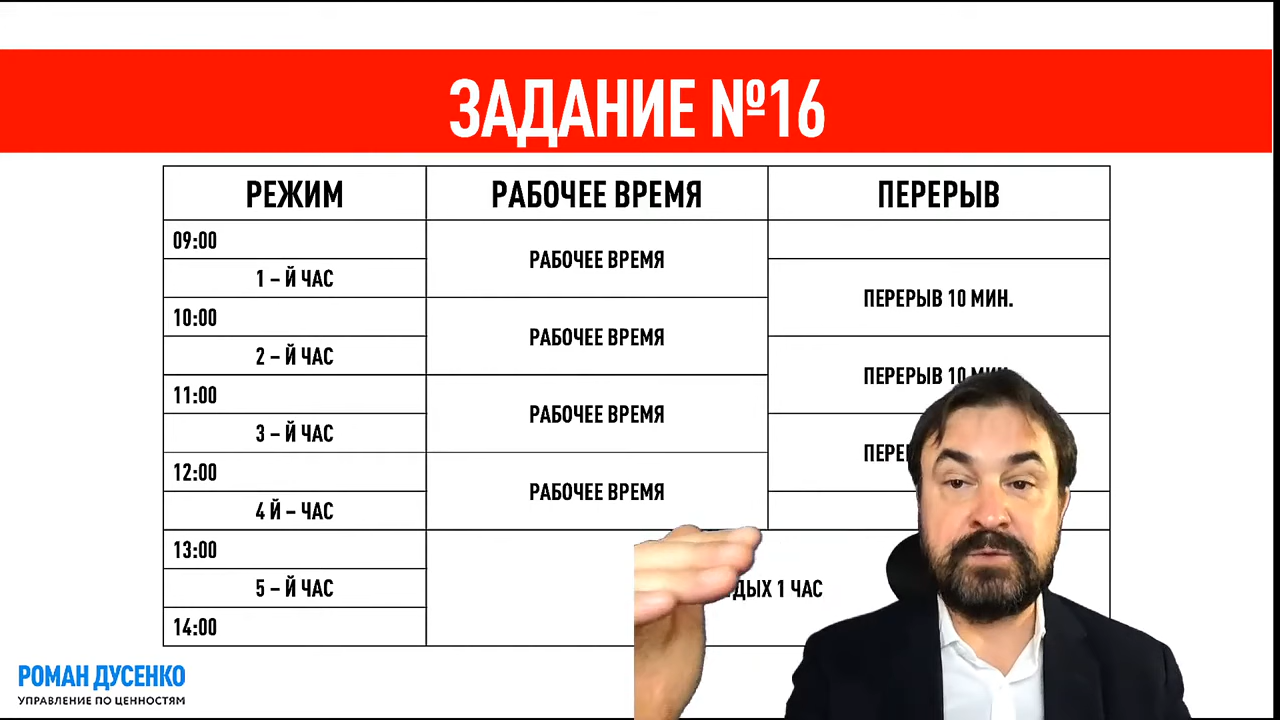 ЗАДАНИЕ №16
РЕЖИМ РАБОЧЕЕ ВРЕМЯ ПЕРЕРЫВ
09:00
РАБОЧЕЕ ВРЕМЯ
1 – Й ЧАС
ПЕРЕРЫВ 10 МИН.
10:00
РАБОЧЕЕ ВРЕМЯ
2 – Й ЧАС
ПЕРЕРЫВ 10
11:00
РАБОЧЕЕ ВРЕМЯ
3 – Й ЧАС
12:00
РАБОЧЕЕ ВРЕМЯ
4 Й – ЧАС
13:00
5 – Й ЧАС
1 ЧАС
14:00
РОМАН ДУСЕНКО
УПРАВЛЕНИЕ ПО ЦЕННОСТЯМ